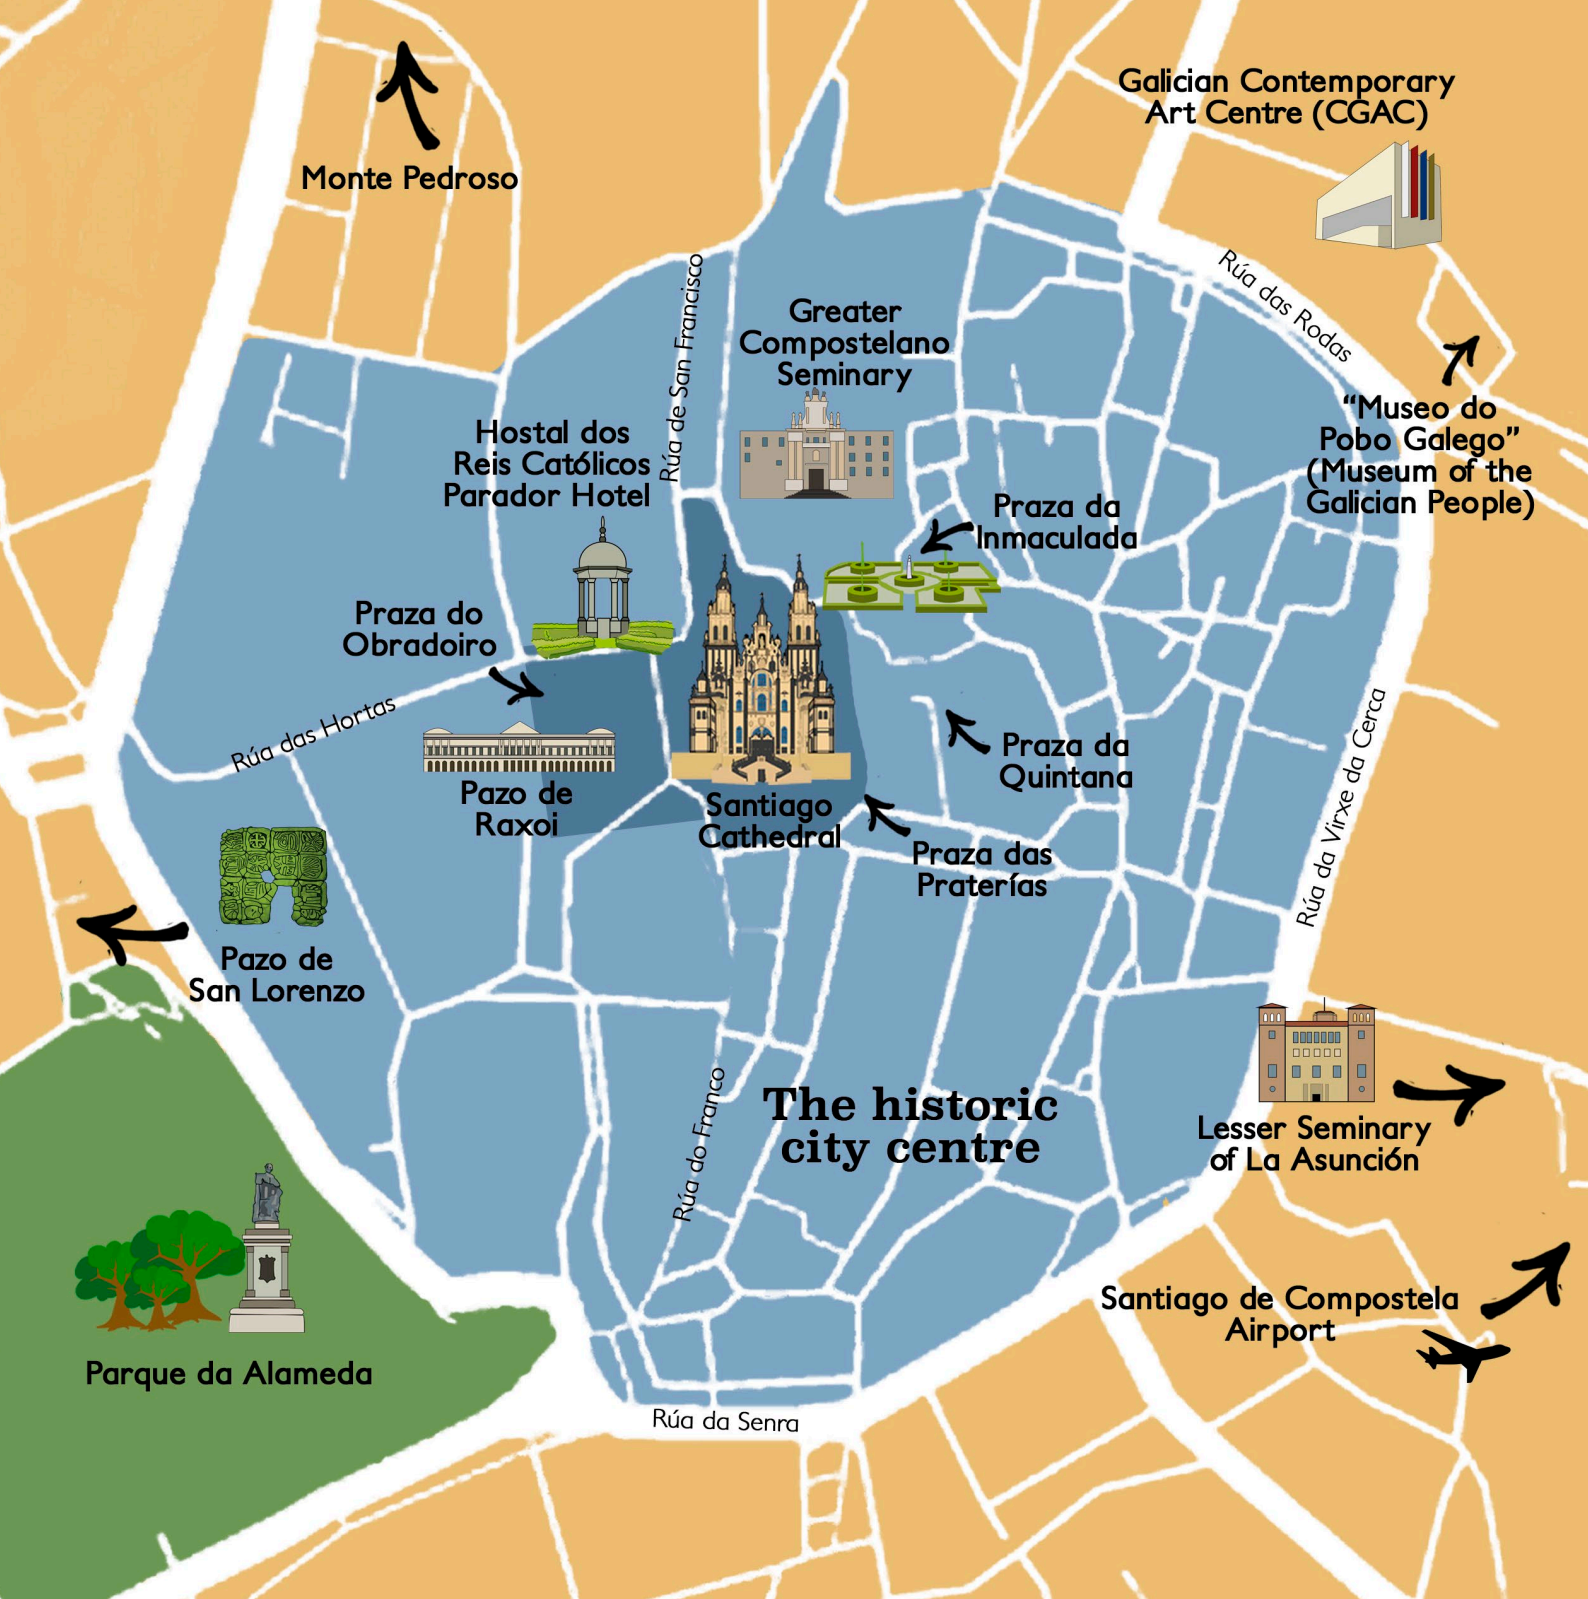 Galician Contemporary
Art Centre (CGAC)
Monte Pedroso
Rúa das Rodas
Rúa de San Francisco
Greater
Compostelano
Seminary
“Museo do
Pobo Galego”
(Museum of the
Galician People)
Hostal dos
Reis Católicos
Parador Hotel
Praza da
Inmaculada
Praza do
Obradoiro
Rúa das Hortas
Rúa da Virxe da Cerca
Praza da
Quintana
Pazo de
Raxoi
Santiago
Cathedral
Praza das
Praterías
Pazo de
San Lorenzo
Rúa do Franco
The historic
city centre
Lesser Seminary
of La Asunción
Santiago de Compostela
Airport
Parque da Alameda
Rúa da Senra